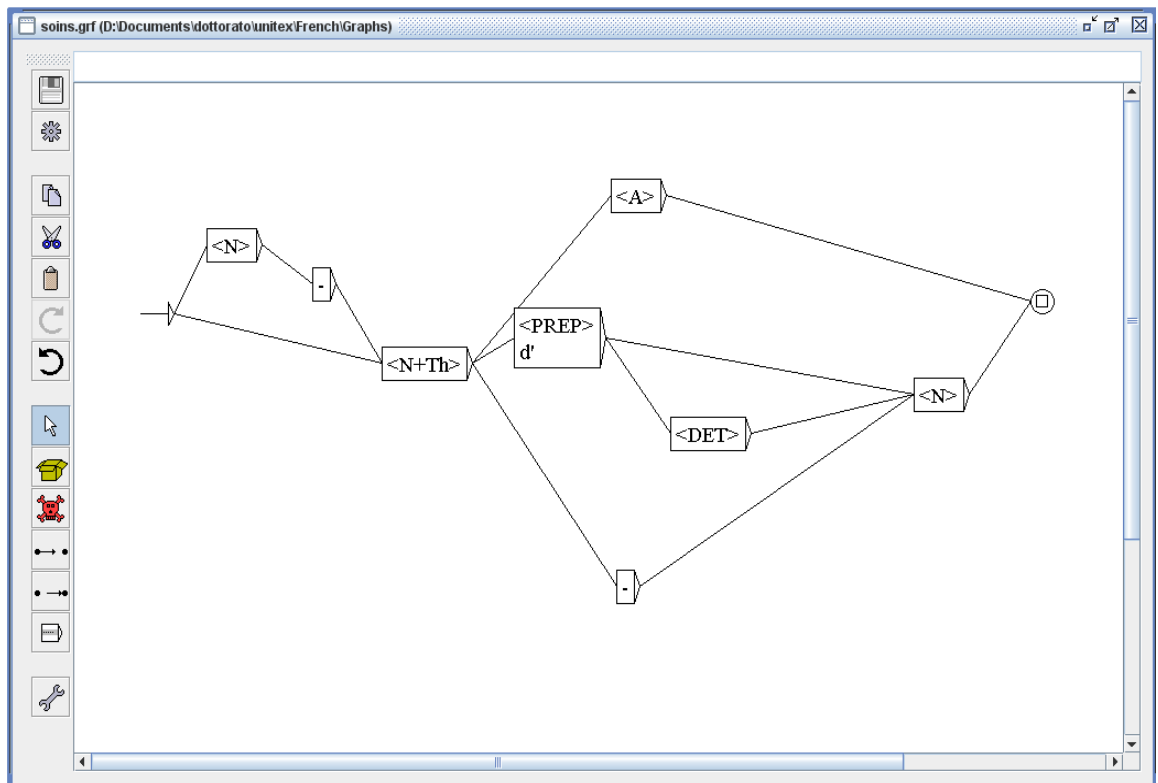 soins.grf (D:\Documents\dottorato\unitex\French\Graphs)
<A>
<N>
-
<PREP>
d'
<N+Th>
<N>
<DET>
-